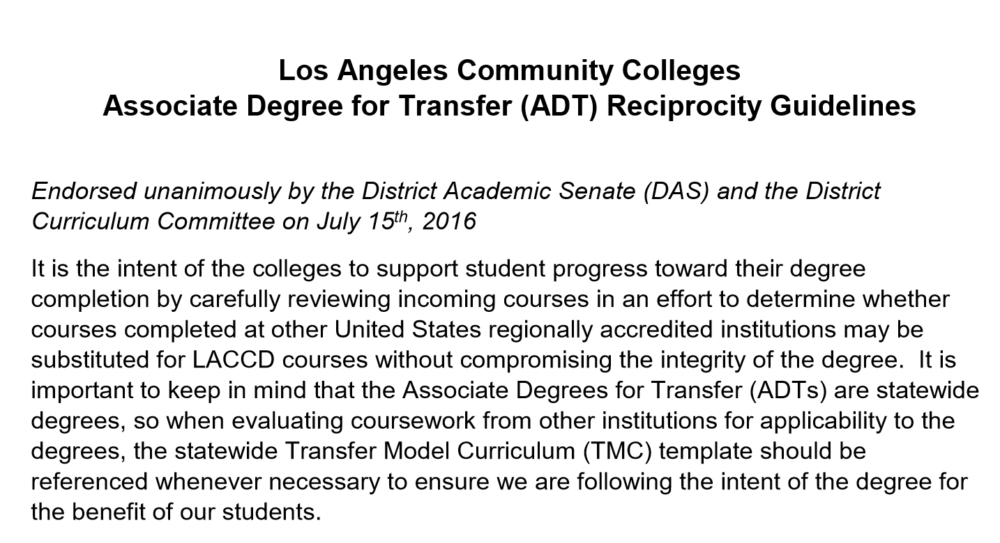 Los Angeles Community Colleges
Associate Degree for Transfer (ADT) Reciprocity Guidelines
Endorsed unanimously by the District Academic Senate (DAS) and the District
Curriculum Committee on July 15th, 2016
It is the intent of the colleges to support student progress toward their degree
completion by carefully reviewing incoming courses in an effort to determine whether
courses completed at other United States regionally accredited institutions may be
substituted for LACCD courses without compromising the integrity of the degree.  It is
important to keep in mind that the Associate Degrees for Transfer (ADTs) are statewide
degrees, so when evaluating coursework from other institutions for applicability to the
degrees, the statewide Transfer Model Curriculum (TMC) template should be
referenced whenever necessary to ensure we are following the intent of the degree for
the benefit of our students.